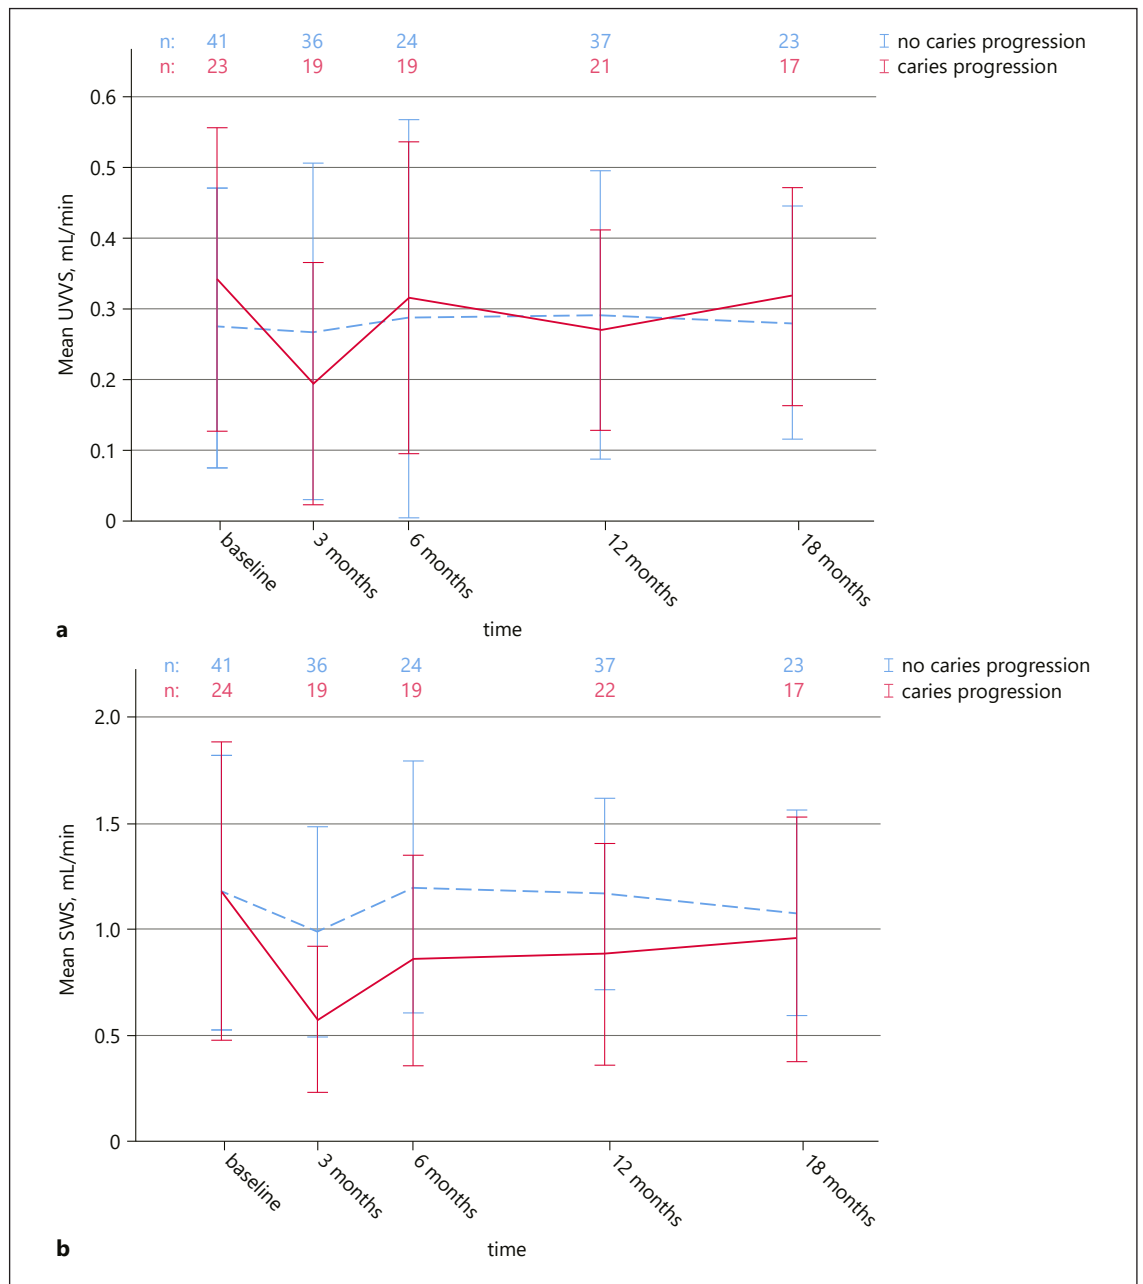 n: 41 36 24 37 23 no caries progression
n: 23 19 19 21 17 caries progression
0.6
0.5
0.4
0.3
0.2
0.1
0
Mean UVVS, mL/min
baseline
3 months
6 months
12 months
18 months
time
a
n: 41 36 24 37 23 no caries progression
n: 24 19 19 22 17 caries progression
2.0
1.5
1.0
0.5
0
Mean SWS, mL/min
baseline
3 months
6 months
12 months
18 months
time
b